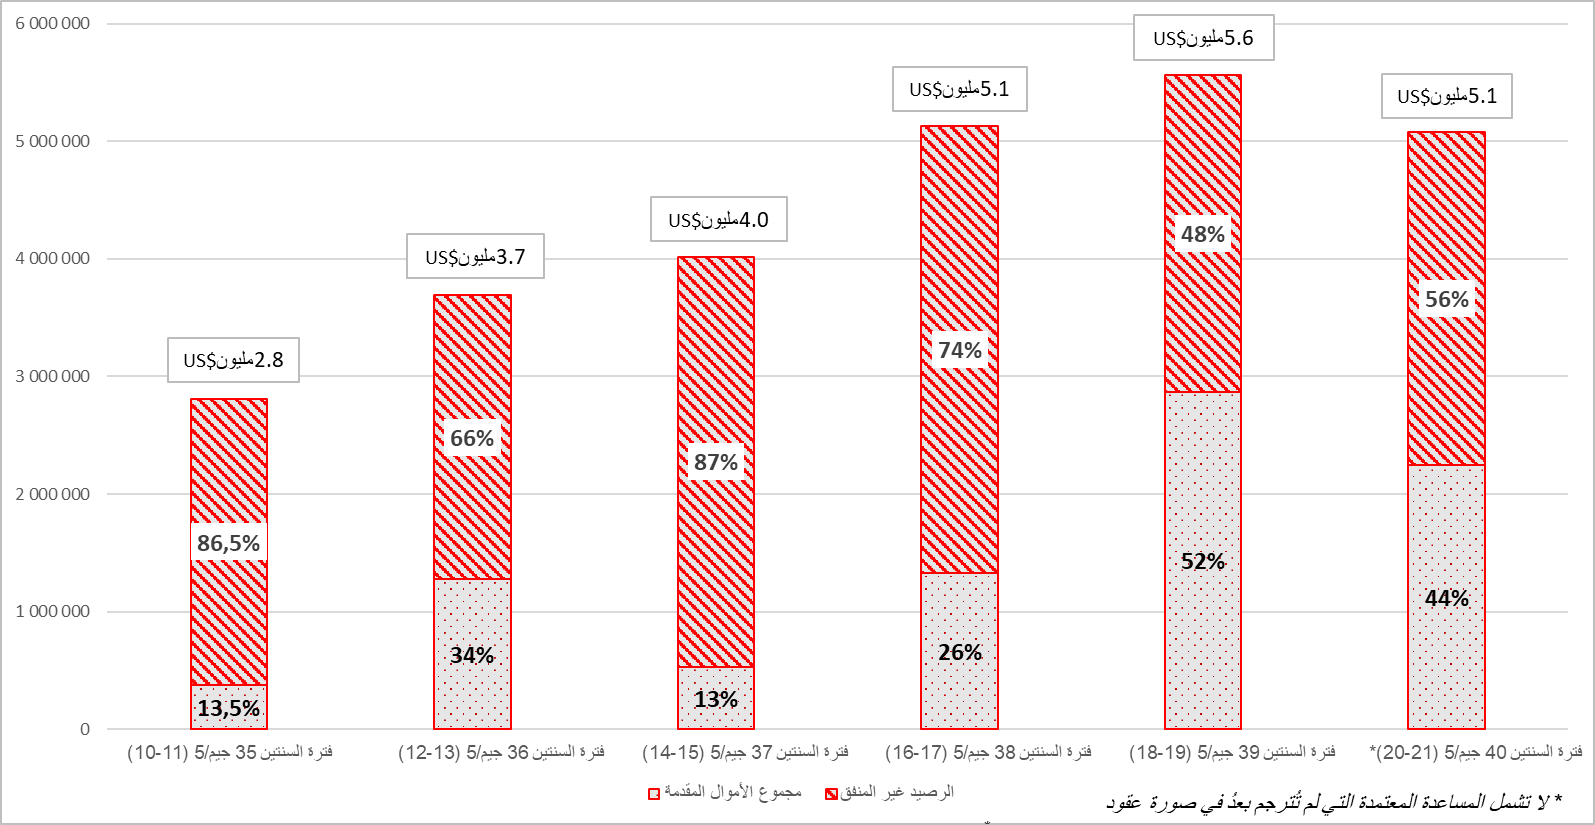 6 000 000
5 000 000
4 000 000
3 000 000
2 000 000
1 000 000
0
US$مليون2.8
US$مليون3.7
US$مليون4.0
US$مليون5.1
US$مليون5.6
US$مليون5.1
86,5%
13,5%
66%
34%
87%
13%
74%
26%
48%
52%
56%
44%
فترة السنتين 35 جيم/5 (10-11)
فترة السنتين 36 جيم/5 (12-13)
فترة السنتين 37 جيم/5 (14-15)
فترة السنتين 38 جيم/5 (16-17)
فترة السنتين 39 جيم/5 (18-19)
فترة السنتين 40 جيم/5 (20-21)*
مجموع الأموال المقدمة
الرصيد غير المنفق
* لا تشمل المساعدة المعتمدة التي لم تُترجم بعدُ في صورة عقود
*